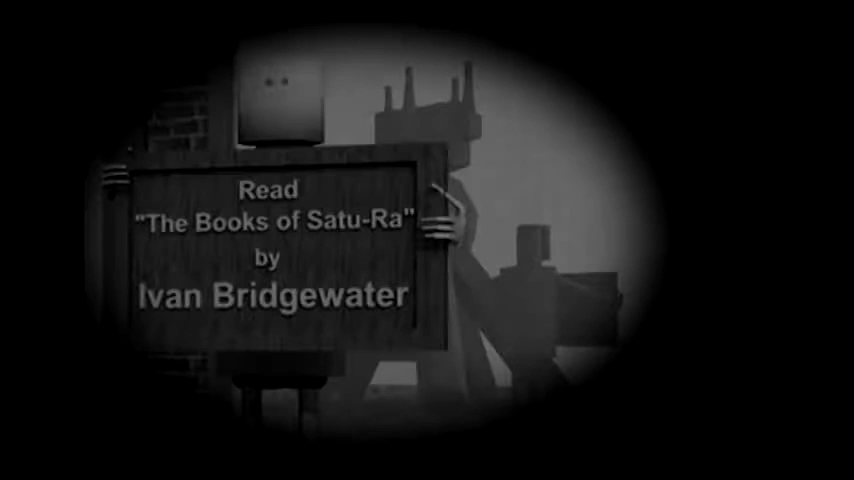 Read
"The Books of Satu-Ra"
by
Ivan Bridgewater